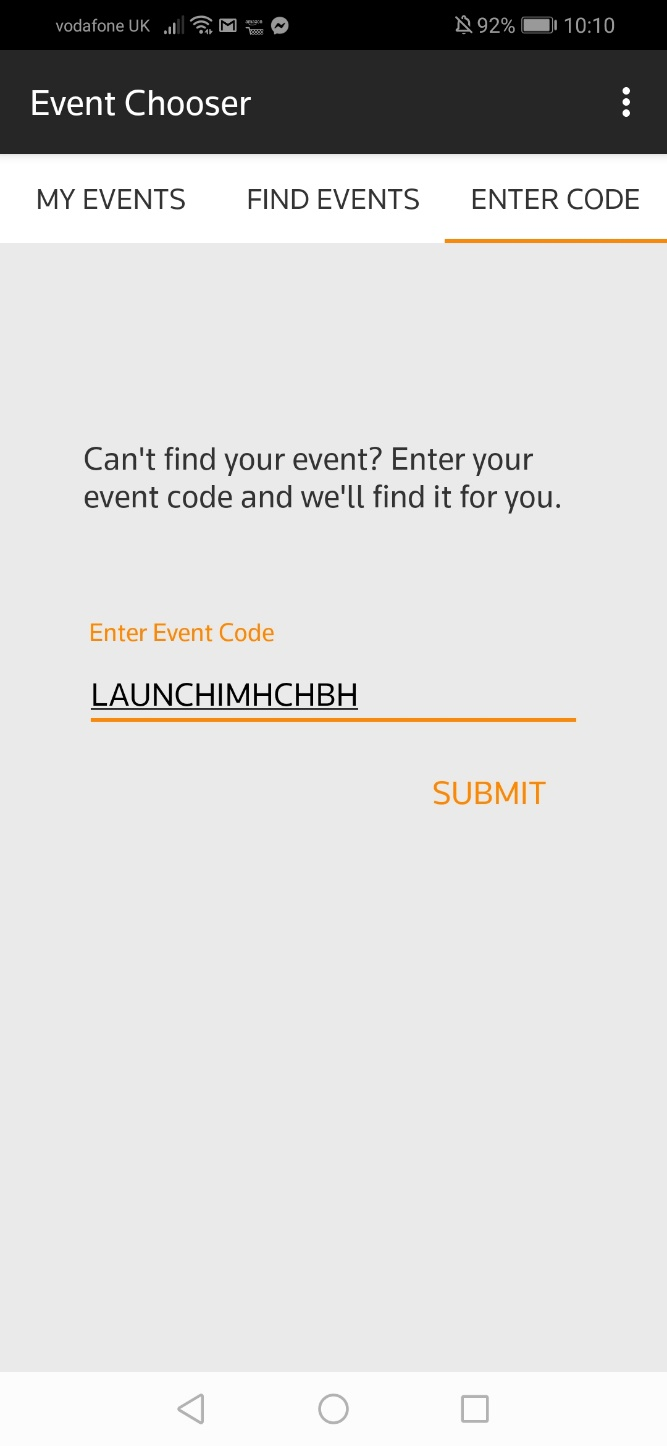 vodafone UK 92% 10:10
Event Chooser
MY EVENTS FIND EVENTS ENTER CODE
Can't find your event? Enter your
event code and we'll find it for you.
Enter Event Code
LAUNCHIMHCHBH
SUBMIT